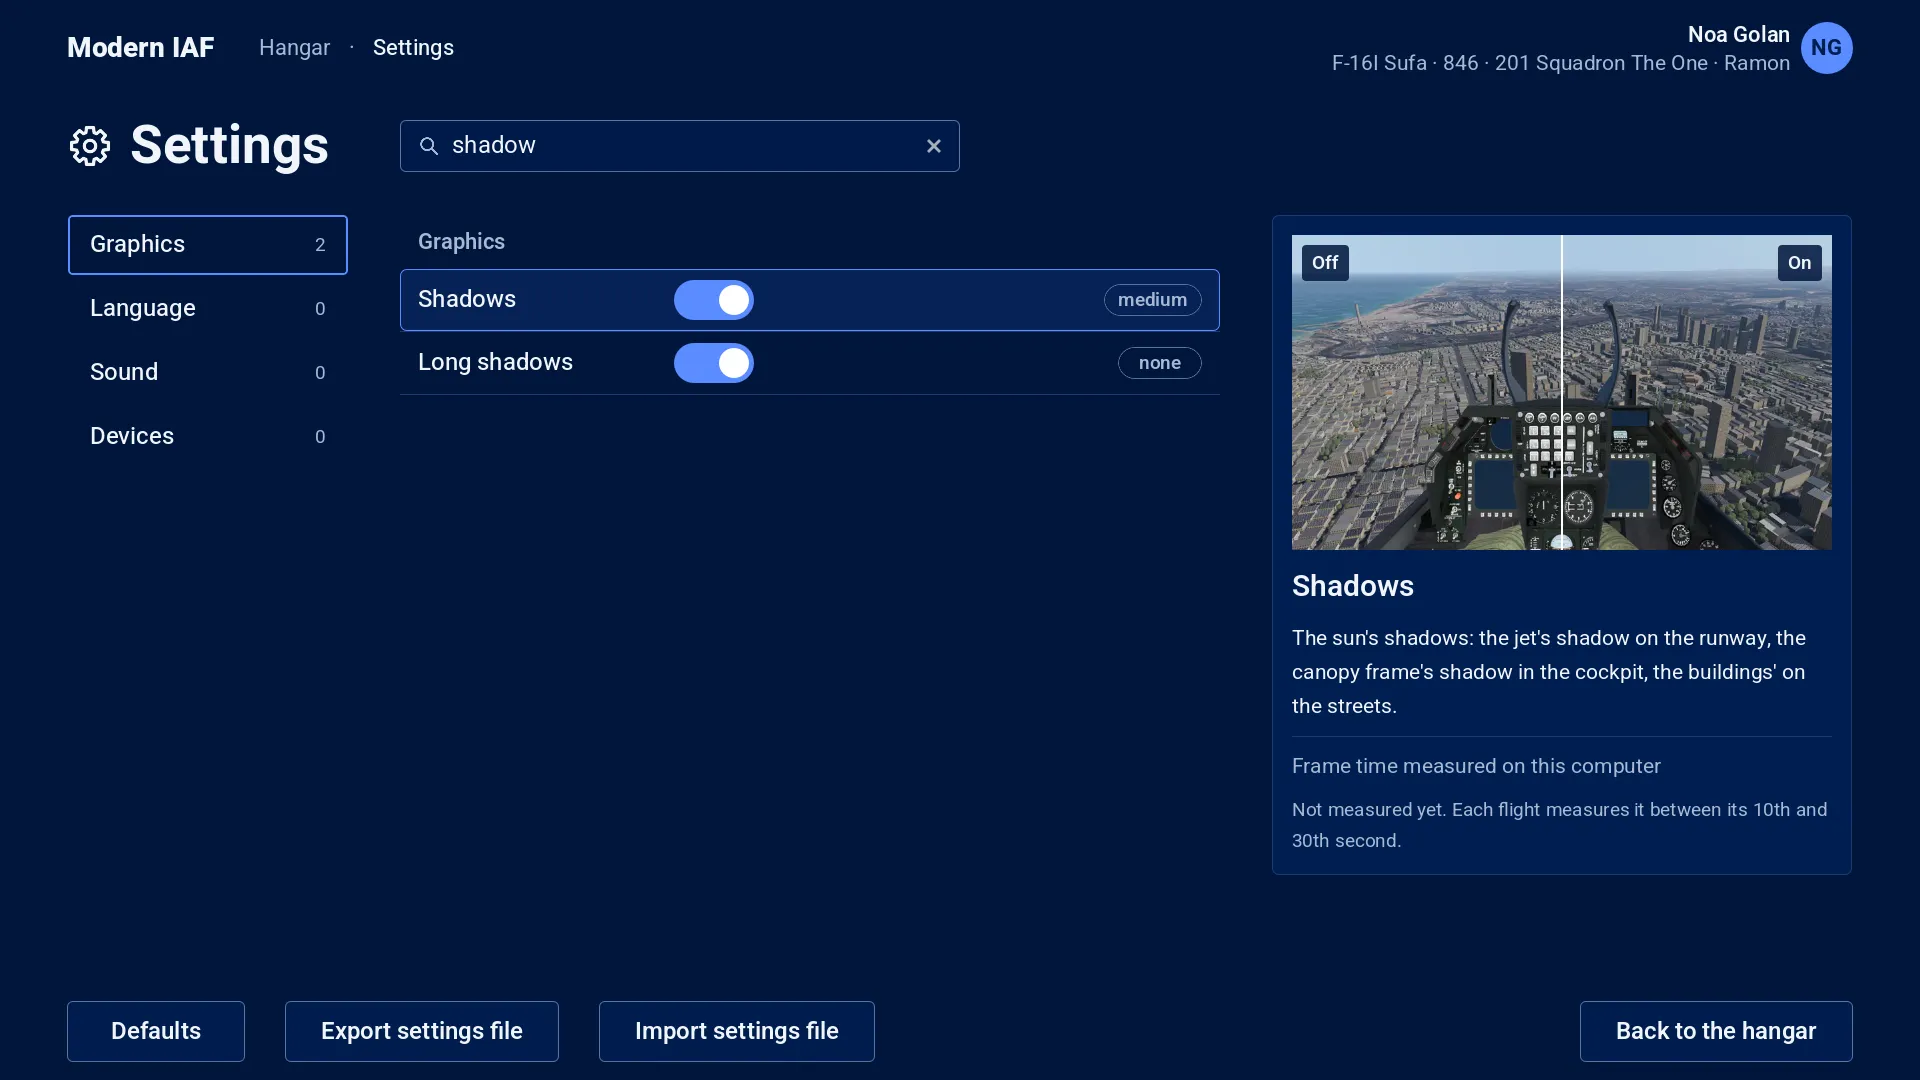 Modern IAF
Hangar · Settings
Noa Golan
F-16I Sufa · 846 · 201 Squadron The One · Ramon
NG
Settings
shadow
Graphics 2
Language 0
Sound 0
Devices 0
Graphics
Shadows medium
Long shadows none
Off
On
Shadows
The sun's shadows: the jet's shadow on the runway, the
canopy frame's shadow in the cockpit, the buildings' on
the streets.
Frame time measured on this computer
Not measured yet. Each flight measures it between its 10th and
30th second.
Defaults
Export settings file
Import settings file
Back to the hangar